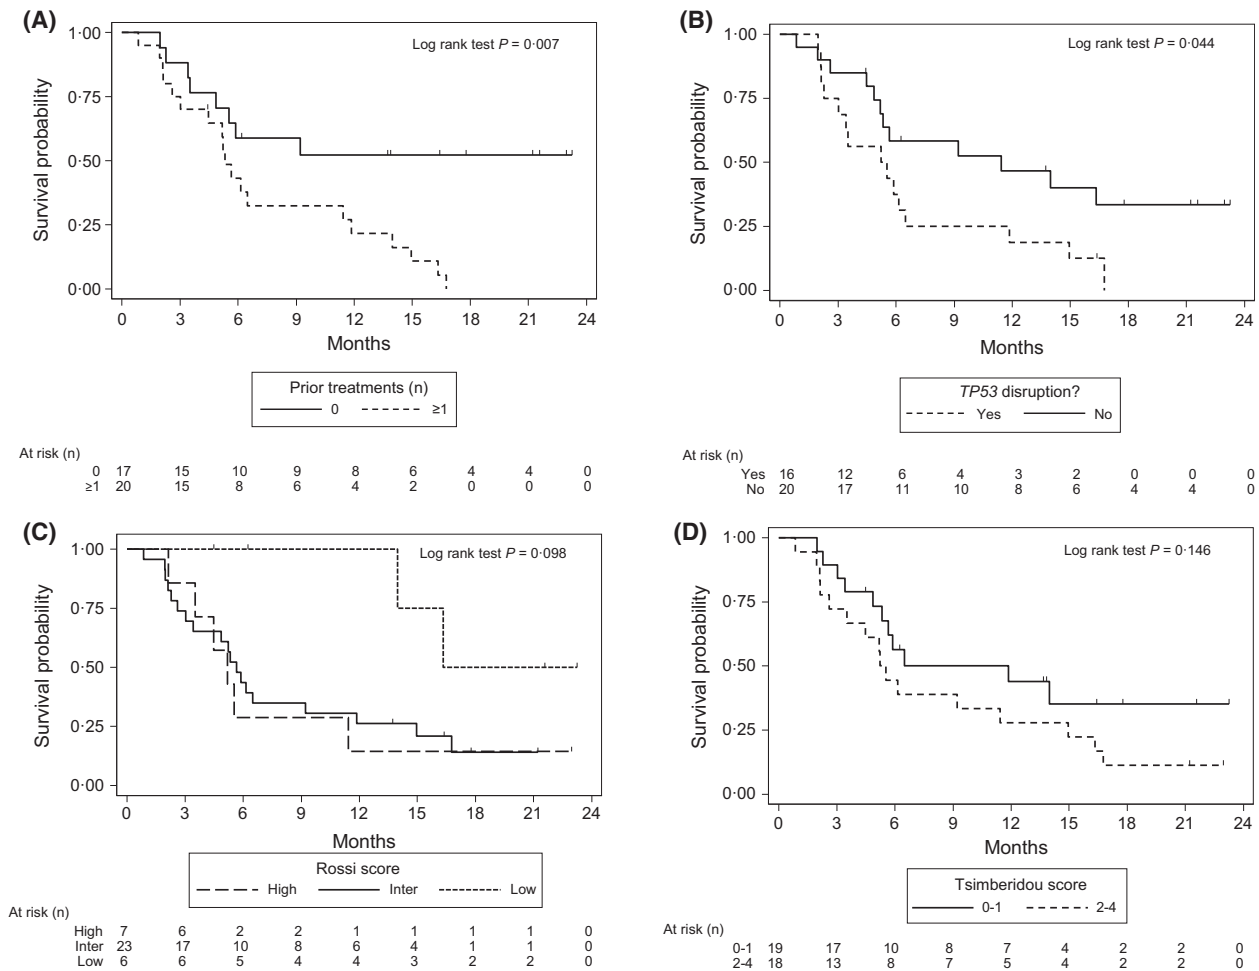 (A)
Log rank test P = 0·007
1·00
0·75
0·50
0·25
0·00
Survival probability
0 3 6 9 12 15 18 21 24
Months
Prior treatments (n)
0 ≥1
At risk (n)
0 17 15 10 9 8 6 4 4 0
≥1 20 15 8 6 4 2 0 0 0
(B)
Log rank test P = 0·044
1·00
0·75
0·50
0·25
0·00
Survival probability
0 3 6 9 12 15 18 21 24
Months
TP53 disruption?
Yes No
At risk (n)
Yes 16 12 6 4 3 2 0 0 0
No 20 17 11 10 8 6 4 4 0
(C)
Log rank test P = 0·098
1·00
0·75
0·50
0·25
0·00
Survival probability
0 3 6 9 12 15 18 21 24
Months
Rossi score
High Inter Low
At risk (n)
High 7 6 2 2 1 1 1 1 0
Inter 23 17 10 8 6 4 1 1 0
Low 6 6 5 4 4 3 2 2 0
(D)
Log rank test P = 0·146
1·00
0·75
0·50
0·25
0·00
Survival probability
0 3 6 9 12 15 18 21 24
Months
Tsimberidou score
0-1 2-4
At risk (n)
0-1 19 17 10 8 7 4 2 2 0
2-4 18 13 8 7 5 4 2 2 0